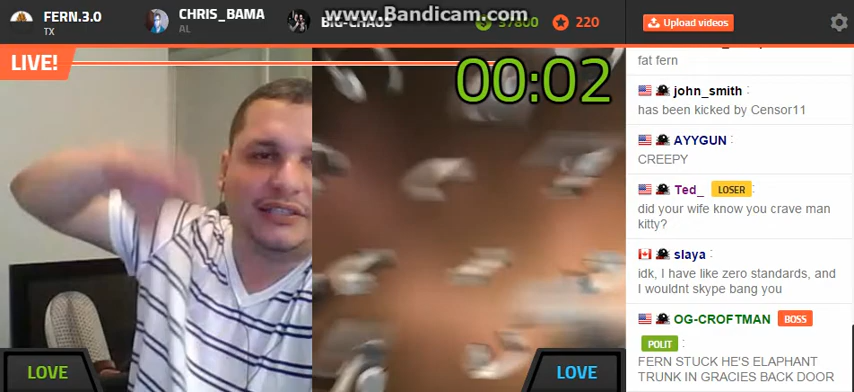 FERN.3.0
TX
CHRIS_BAMA
AL
BIG-CHAOS
www.Bandicam.com
37800
220
Upload videos
LIVE!
00:02
LOVE
LOVE
fat fern
john_smith :
has been kicked by Censor11
AYYGUN :
CREEPY
Ted_ LOSER :
did your wife know you crave man
kitty?
slaya :
idk, I have like zero standards, and
I wouldnt skype bang you
OG-CROFTMAN BOSS
POLIT :
FERN STUCK HE'S ELAPHANT
TRUNK IN GRACIES BACK DOOR